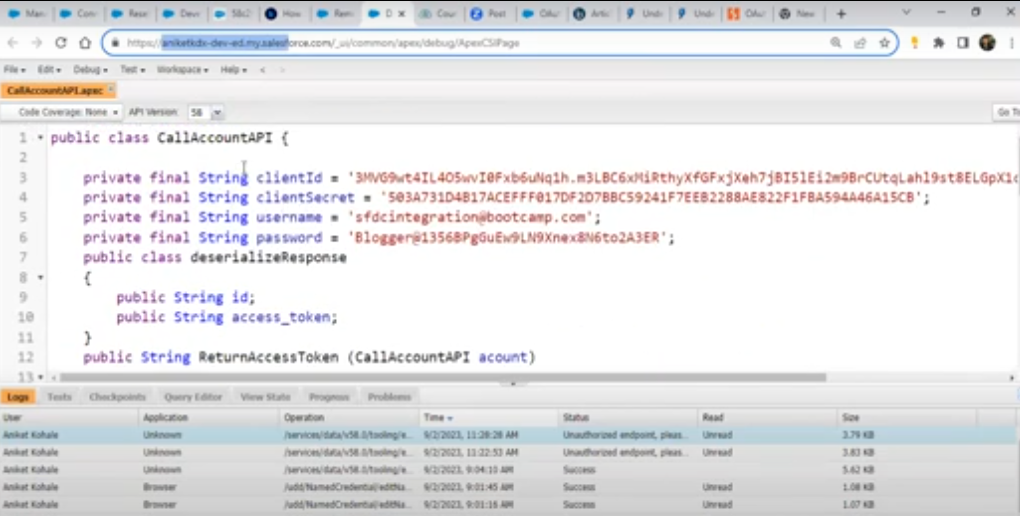 Man
Com
Rese
Deve
58c2
How
Rem
D
Cou
Post
OAu
Artic
Und
Und
OAu
New
https://aniketkdx-dev-ed.my.salesforce.com/_ui/common/apex/debug/ApexCSIPage
File Edit Debug Test Workspace Help < >
CallAccountAPI.apxc
Code Coverage: None API Version: 58 Go To
1 public class CallAccountAPI {
2
3 private final String clientId = '3MVG9wt4IL4O5wvI0Fxb6uNq1h.m3LBC6xMiRthyXfGFxjXeh7jBI5lEi2m9BrCUtqLahl9st8ELGpX1
4 private final String clientSecret = '503A731D4B17ACEFFF017DF2D7BBC59241F7EEB2288AE822F1FBA594A46A15CB';
5 private final String username = 'sfdcintegration@bootcamp.com';
6 private final String password = 'Blogger@1356BPgGuEw9LN9Xnex8N6to2A3ER';
7 public class deserializeResponse
8 {
9 public String id;
10 public String access_token;
11 }
12 public String ReturnAccessToken (CallAccountAPI acount)
13
Logs Tests Checkpoints Query Editor View State Progress Problems
User Application Operation Time Status Read Size
Aniket Kohale Unknown /services/data/v58.0/tooling/e... 9/2/2023, 11:28:28 AM Unauthorized endpoint, pleas... Unread 3.79 KB
Aniket Kohale Unknown /services/data/v58.0/tooling/e... 9/2/2023, 11:22:53 AM Unauthorized endpoint, pleas... Unread 3.83 KB
Aniket Kohale Unknown /services/data/v58.0/tooling/e... 9/2/2023, 9:04:10 AM Success 5.62 KB
Aniket Kohale Browser /udd/NamedCredential/editNa... 9/2/2023, 9:01:45 AM Success Unread 1.08 KB
Aniket Kohale Browser /udd/NamedCredential/editNa... 9/2/2023, 9:01:16 AM Success Unread 1.07 KB